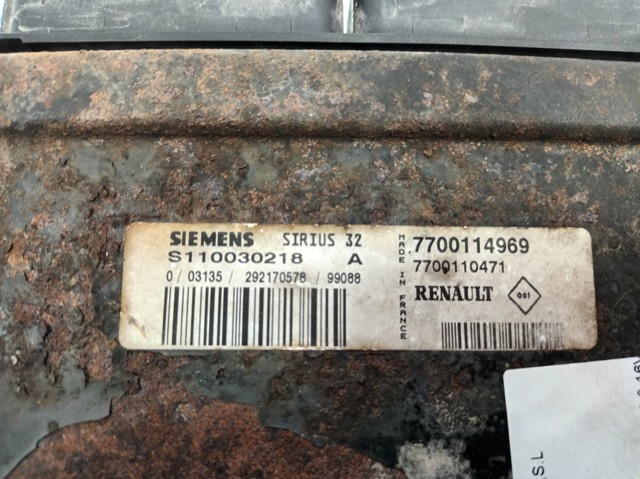 SIEMENS SIRIUS 32
S110030218 A
0 / 03135 / 292170578 / 99088
MADE IN FRANCE
7700114969
7700110471
RENAULT 001
S.L